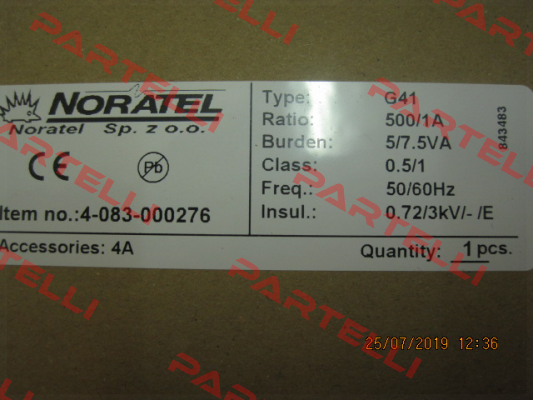 NORATEL
Noratel Sp. z o.o.
CE
Pb
Item no.:4-083-000276
Type: G41
Ratio: 500/1A
Burden: 5/7.5VA
Class: 0.5/1
Freq.: 50/60Hz
Insul.: 0.72/3kV/- /E
843483
Accessories: 4A
Quantity: 1 pcs.
25/07/2019 12:36
PARTELLI
PARTELLI
PARTELLI
PARTELLI
PARTELLI